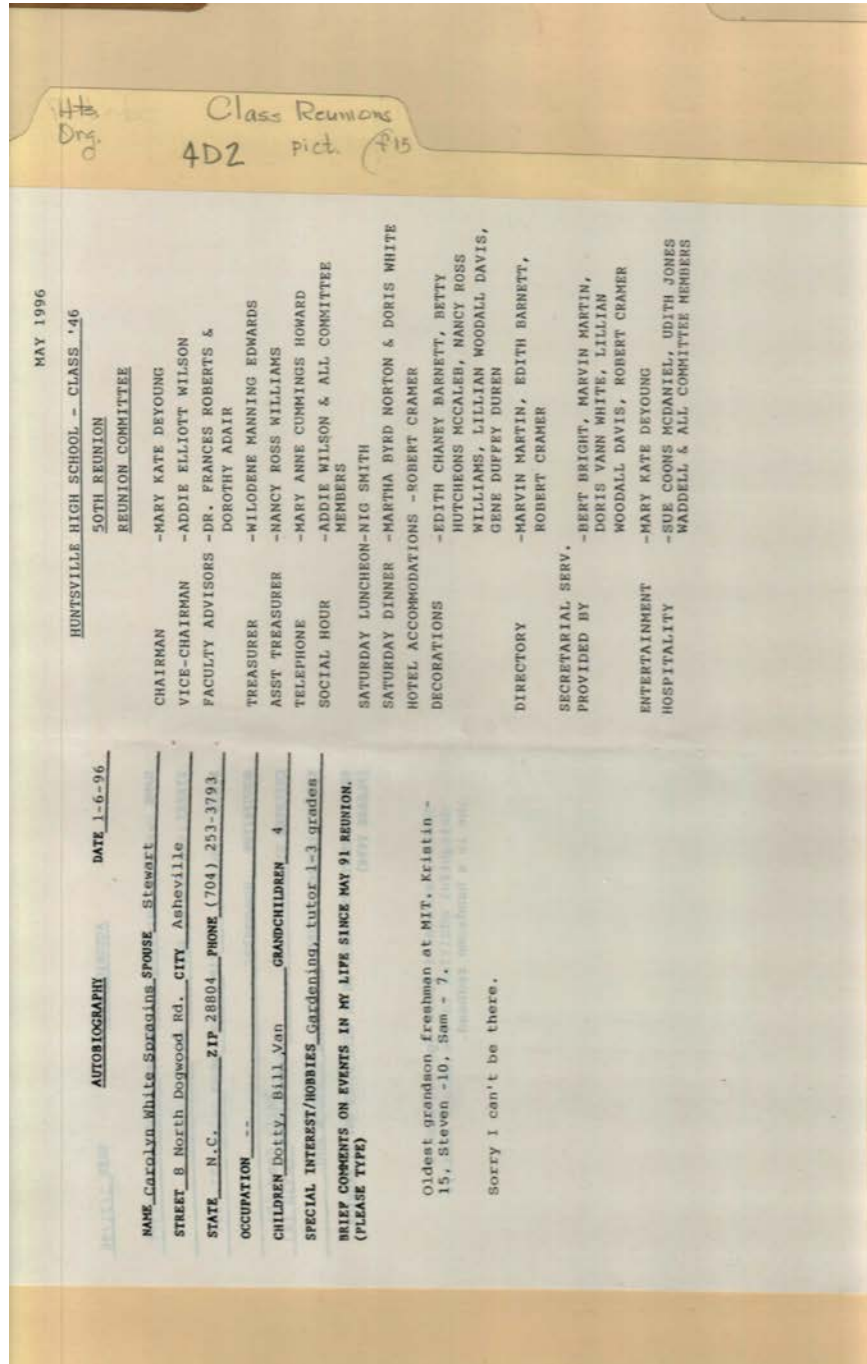 Hts. Class Reunions
Org. 4D2 pict. f15
AUTOBIOGRAPHY DATE 1-6-96
NAME Carolyn White Spragins SPOUSE Stewart
STREET 8 North Dogwood Rd. CITY Asheville
STATE N.C. ZIP 28804 PHONE (704) 253-3793
OCCUPATION --
CHILDREN Dotty, Bill Van GRANDCHILDREN 4
SPECIAL INTEREST/HOBBIES Gardening, tutor 1-3 grades
BRIEF COMMENTS ON EVENTS IN MY LIFE SINCE MAY 91 REUNION.
(PLEASE TYPE)
Oldest grandson freshman at MIT. Kristin -
15, Steven -10, Sam - 7.
Sorry I can't be there.
MAY 1996
HUNTSVILLE HIGH SCHOOL - CLASS '46
50TH REUNION
REUNION COMMITTEE
CHAIRMAN -MARY KATE DEYOUNG
VICE-CHAIRMAN -ADDIE ELLIOTT WILSON
FACULTY ADVISORS -DR. FRANCES ROBERTS &
DOROTHY ADAIR
TREASURER -WILODENE MANNING EDWARDS
ASST TREASURER -NANCY ROSS WILLIAMS
TELEPHONE -MARY ANNE CUMMINGS HOWARD
SOCIAL HOUR -ADDIE WILSON & ALL COMMITTEE
MEMBERS
SATURDAY LUNCHEON-NIG SMITH
SATURDAY DINNER -MARTHA BYRD NORTON & DORIS WHITE
HOTEL ACCOMMODATIONS -ROBERT CRAMER
DECORATIONS -EDITH CHANEY BARNETT, BETTY
HUTCHEONS MCCALEB, NANCY ROSS
WILLIAMS, LILLIAN WOODALL DAVIS,
GENE DUFFEY DUREN
DIRECTORY -MARVIN MARTIN, EDITH BARNETT,
ROBERT CRAMER
SECRETARIAL SERV.
PROVIDED BY -BERT BRIGHT, MARVIN MARTIN,
DORIS VANN WHITE, LILLIAN
WOODALL DAVIS, ROBERT CRAMER
ENTERTAINMENT -MARY KATE DEYOUNG
HOSPITALITY -SUE COONS MCDANIEL, UDITH JONES
WADDELL & ALL COMMITTEE MEMBERS